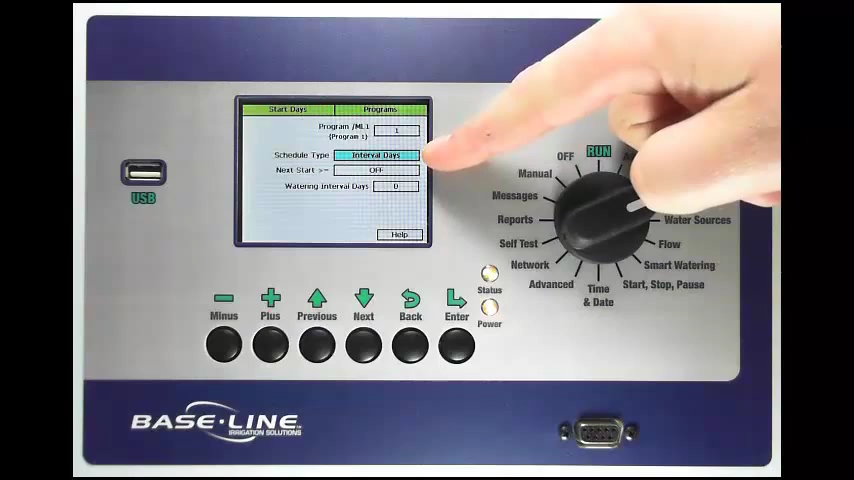 Start Days Programs
Program /ML1 1
(Program 1)
Schedule Type Interval Days
Next Start >= OFF
Watering Interval Days 0
Help
USB
OFF
RUN
Manual
Messages
Reports
Self Test
Network
Advanced
Time
& Date
Start, Stop, Pause
Smart Watering
Flow
Water Sources
Status
Power
Minus Plus Previous Next Back Enter
BASE·LINE
IRRIGATION SOLUTIONS